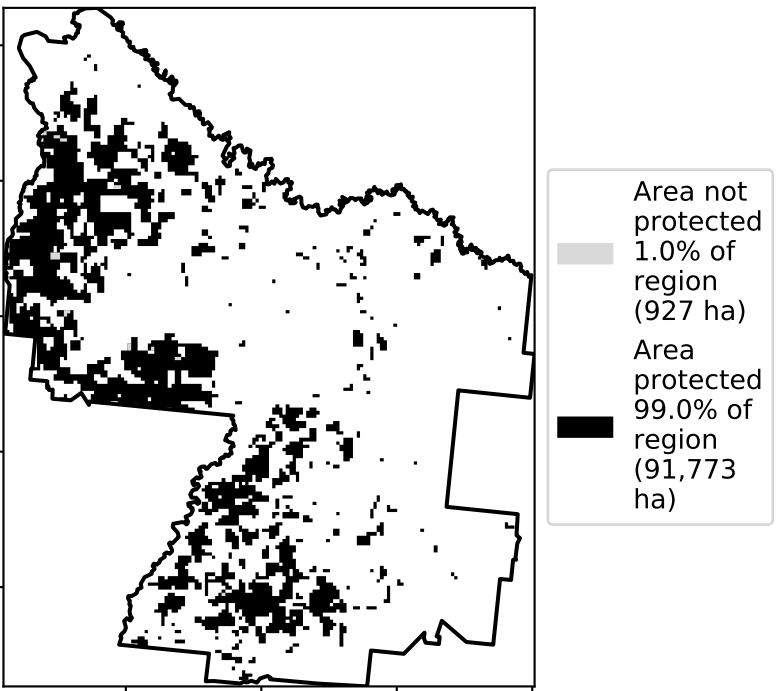 Area not
protected
1.0% of
region
(927 ha)
Area
protected
99.0% of
region
(91,773
ha)